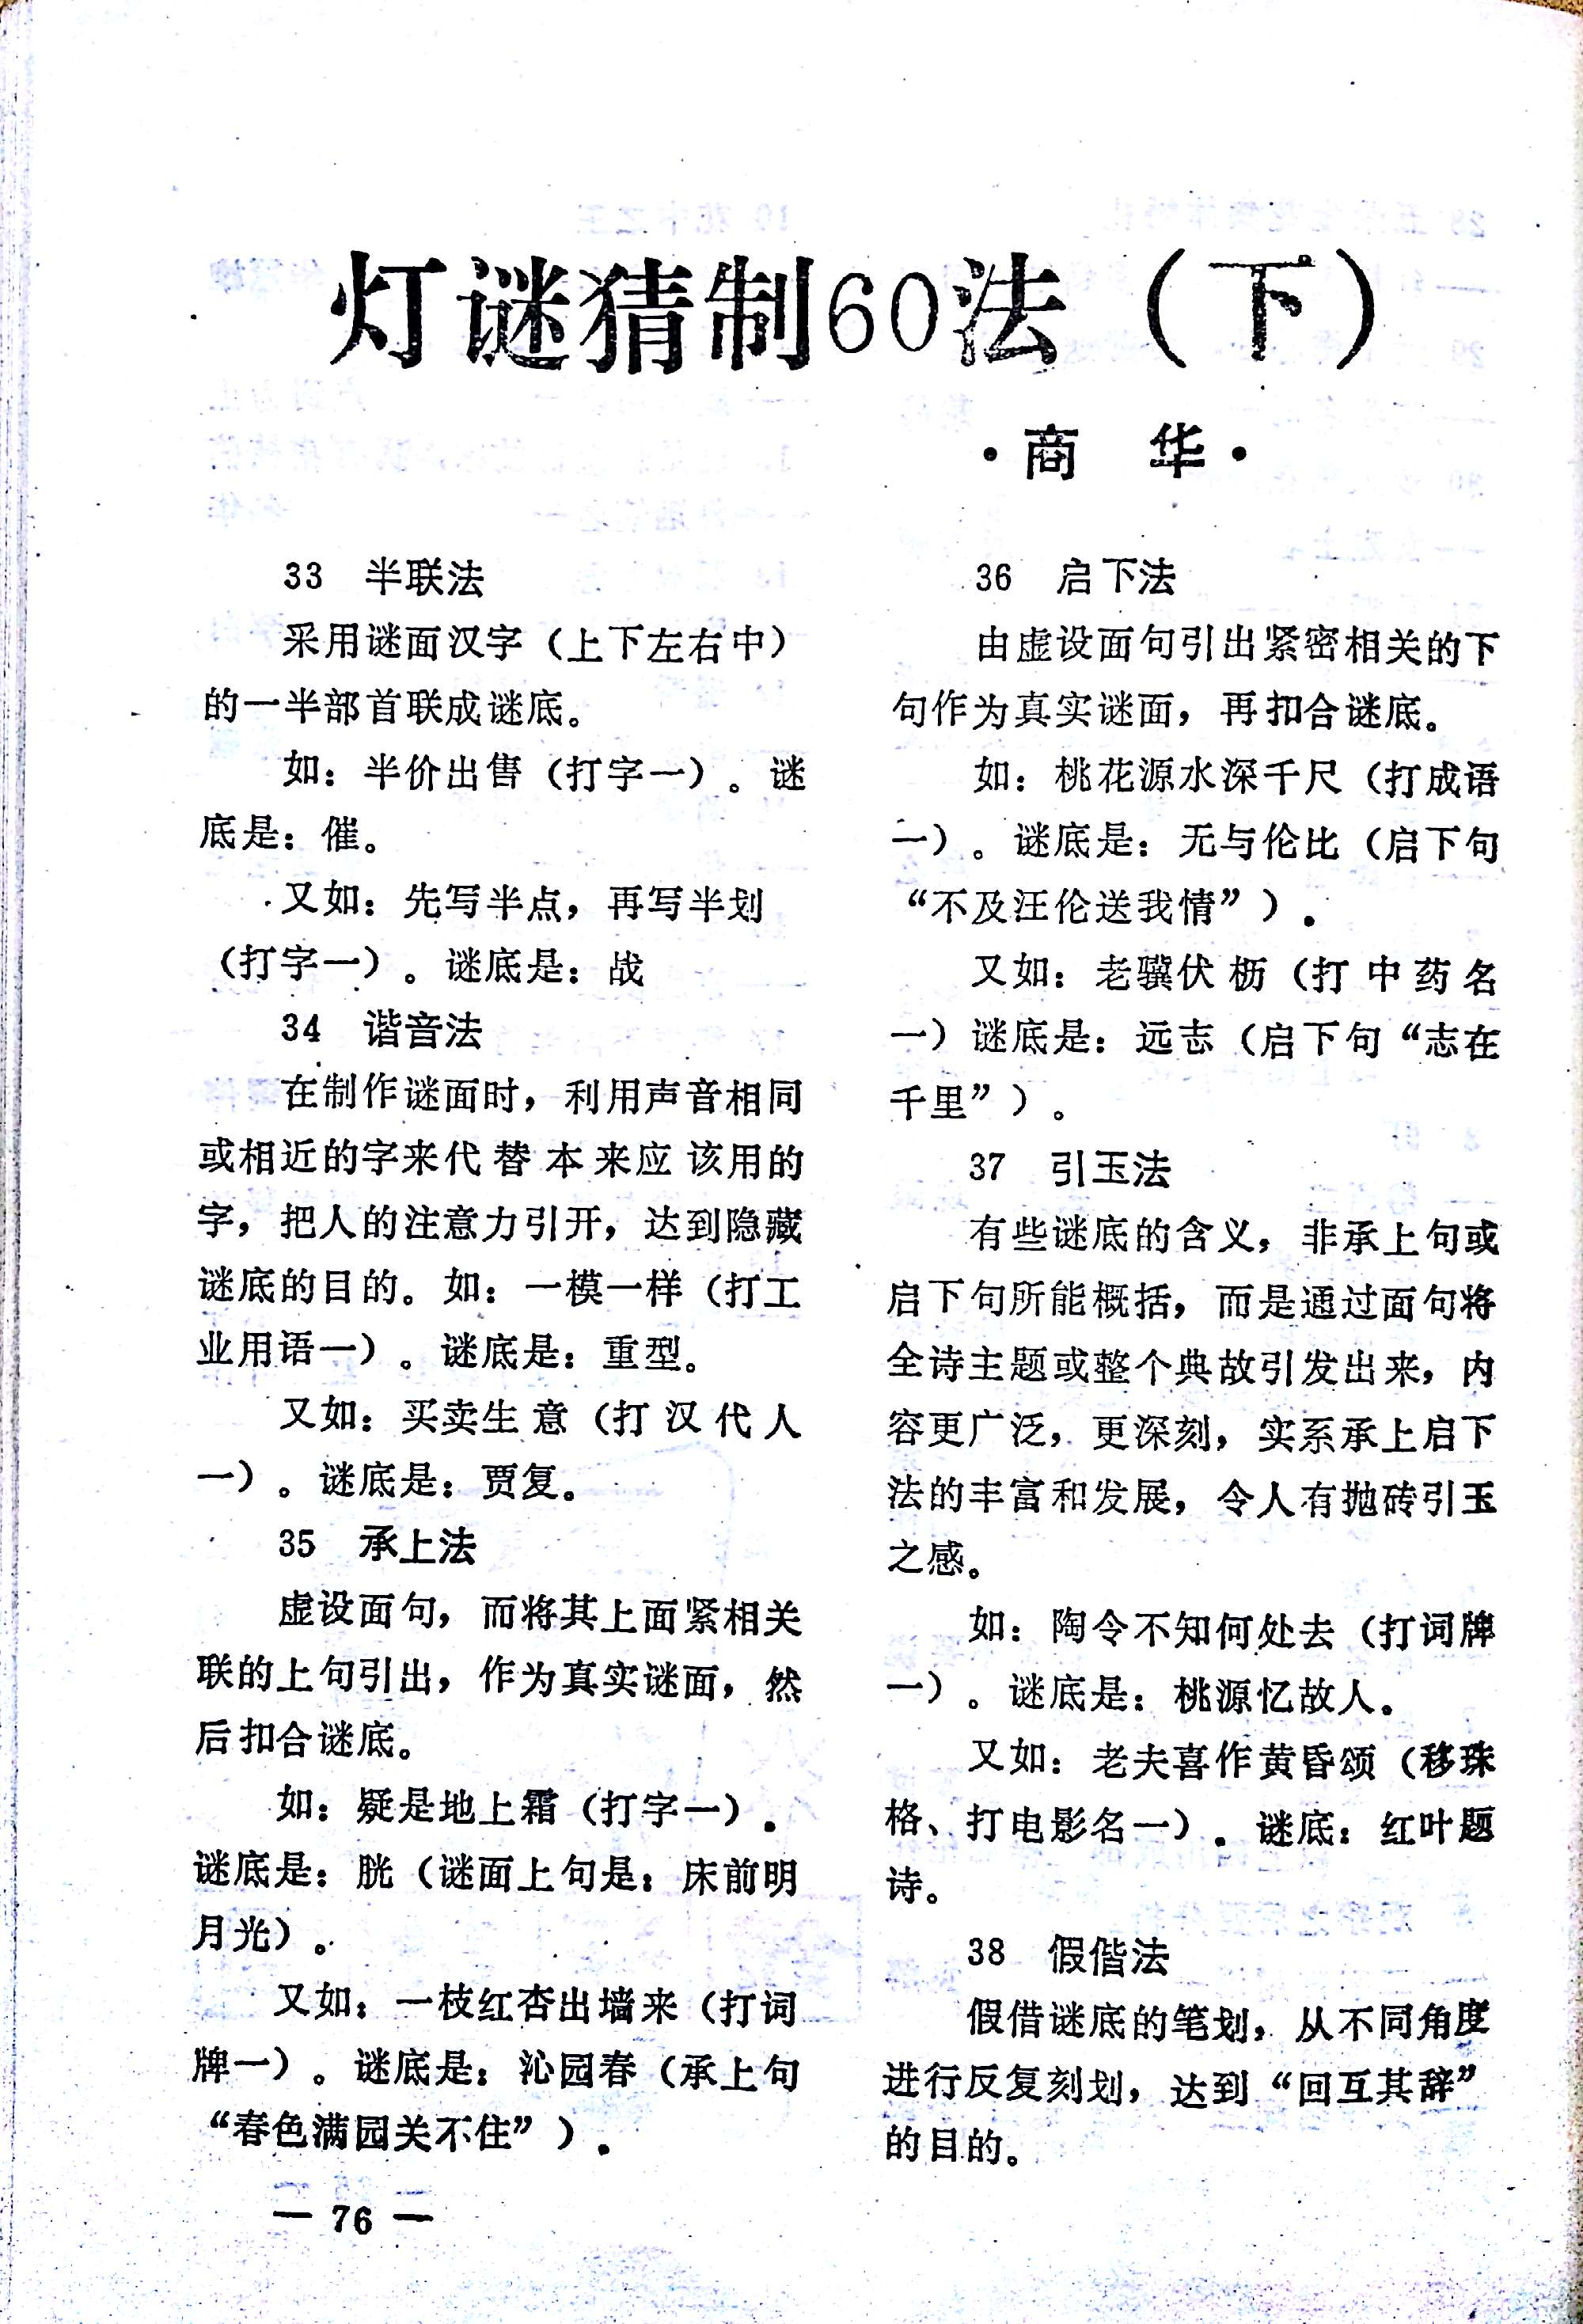 灯谜猜制60法（下）
·商　华·
33　半联法
采用谜面汉字（上下左右中）
的一半部首联成谜底。
如：半价出售（打字一）。谜
底是：催。
又如：先写半点，再写半划
（打字一）。谜底是：战
34　谐音法
在制作谜面时，利用声音相同
或相近的字来代替本来应该用的
字，把人的注意力引开，达到隐藏
谜底的目的。如：一模一样（打工
业用语一）。谜底是：重型。
又如：买卖生意（打汉代人
一）。谜底是：贾复。
35　承上法
虚设面句，而将其上面紧相关
联的上句引出，作为真实谜面，然
后扣合谜底。
如：疑是地上霜（打字一）。
谜底是：胱（谜面上句是：床前明
月光）。
又如：一枝红杏出墙来（打词
牌一）。谜底是：沁园春（承上句
“春色满园关不住”）。
— 76 —
36　启下法
由虚设面句引出紧密相关的下
句作为真实谜面，再扣合谜底。
如：桃花源水深千尺（打成语
一）。谜底是：无与伦比（启下句
“不及汪伦送我情”）。
又如：老骥伏枥（打中药名
一）谜底是：远志（启下句“志在
千里”）。
37　引玉法
有些谜底的含义，非承上句或
启下句所能概括，而是通过面句将
全诗主题或整个典故引发出来，内
容更广泛，更深刻，实系承上启下
法的丰富和发展，令人有抛砖引玉
之感。
如：陶令不知何处去（打词牌
一）。谜底是：桃源忆故人。
又如：老夫喜作黄昏颂（移珠
格、打电影名一）。谜底：红叶题
诗。
38　假偕法
假借谜底的笔划，从不同角度
进行反复刻划，达到“回互其辞”
的目的。